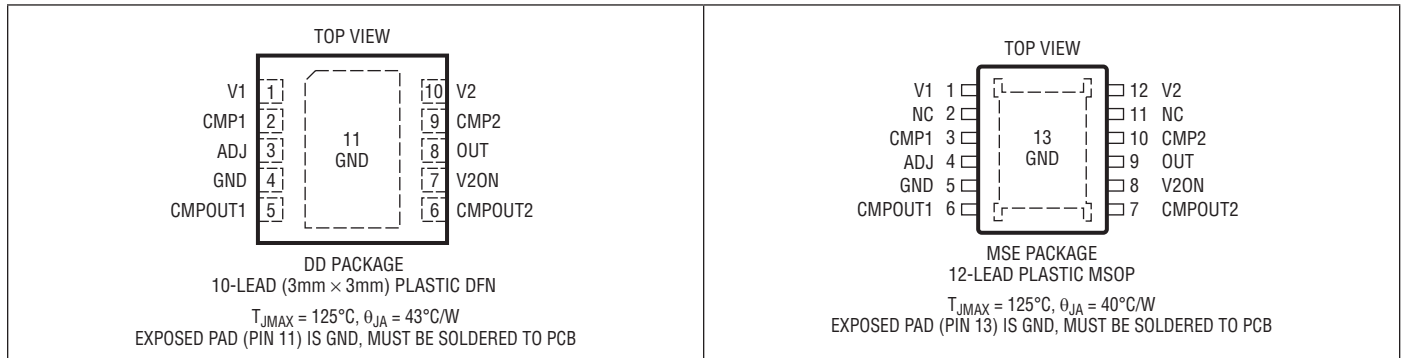 TOP VIEW
V1 1 10 V2
CMP1 2 9 CMP2
ADJ 3 8 OUT
GND 4 7 V2ON
CMPOUT1 5 6 CMPOUT2
11
GND
DD PACKAGE
10-LEAD (3mm × 3mm) PLASTIC DFN
TJMAX = 125°C, θJA = 43°C/W
EXPOSED PAD (PIN 11) IS GND, MUST BE SOLDERED TO PCB
TOP VIEW
V1 1 12 V2
NC 2 11 NC
CMP1 3 10 CMP2
ADJ 4 9 OUT
GND 5 8 V2ON
CMPOUT1 6 7 CMPOUT2
13
GND
MSE PACKAGE
12-LEAD PLASTIC MSOP
TJMAX = 125°C, θJA = 40°C/W
EXPOSED PAD (PIN 13) IS GND, MUST BE SOLDERED TO PCB